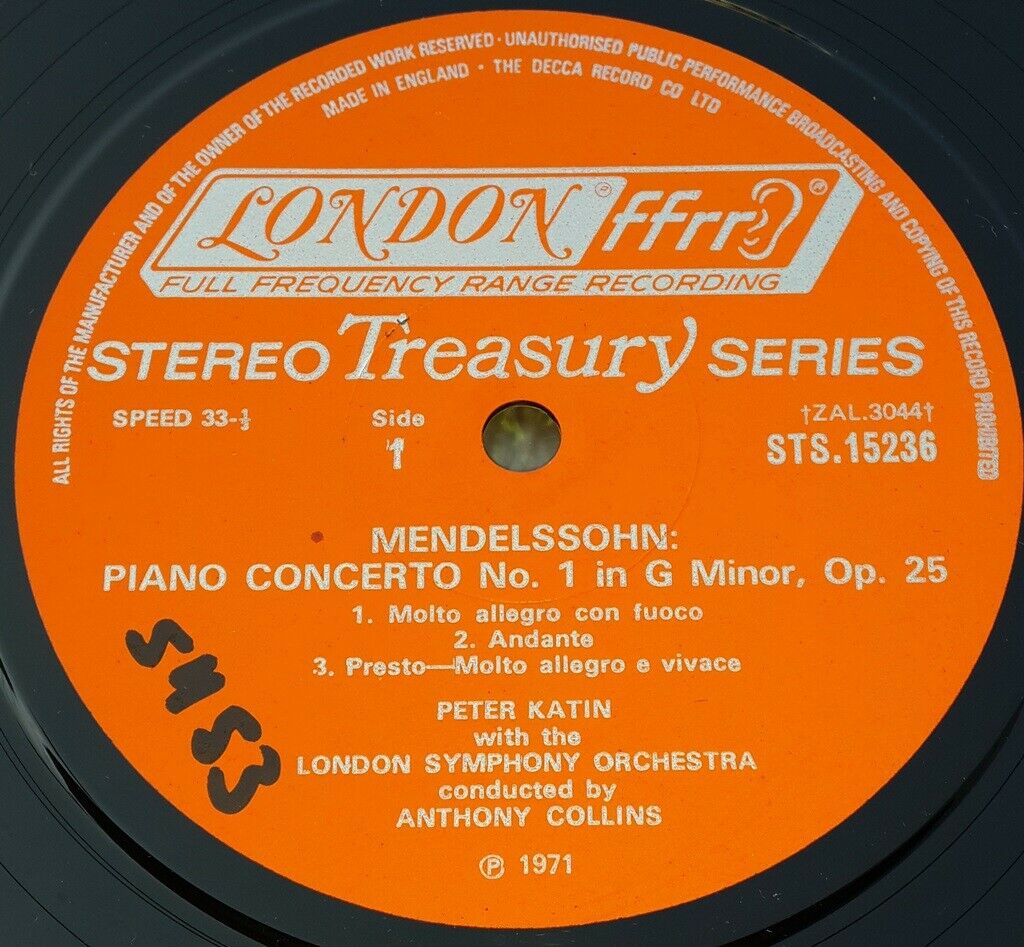 ALL RIGHTS OF THE MANUFACTURER AND OF THE OWNER OF THE RECORDED WORK RESERVED · UNAUTHORISED PUBLIC PERFORMANCE BROADCASTING AND COPYING OF THIS RECORD PROHIBITED
MADE IN ENGLAND · THE DECCA RECORD CO LTD
LONDON ® ffrr ®
FULL FREQUENCY RANGE RECORDING
STEREO Treasury SERIES
SPEED 33-⅓
Side
1
†ZAL.3044†
STS.15236
MENDELSSOHN:
PIANO CONCERTO No. 1 in G Minor, Op. 25
1. Molto allegro con fuoco
2. Andante
3. Presto—Molto allegro e vivace
PETER KATIN
with the
LONDON SYMPHONY ORCHESTRA
conducted by
ANTHONY COLLINS
℗ 1971